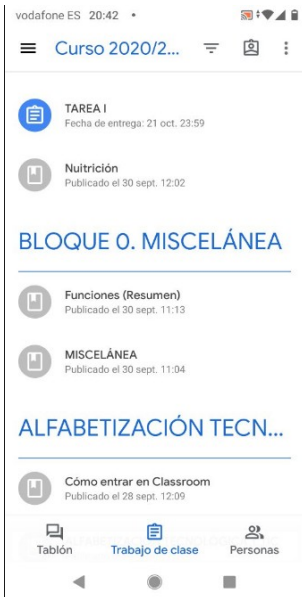 vodafone ES 20:42
Curso 2020/2...
TAREA I
Fecha de entrega: 21 oct. 23:59
Nuitrición
Publicado el 30 sept. 12:02
BLOQUE 0. MISCELÁNEA
Funciones (Resumen)
Publicado el 30 sept. 11:13
MISCELÁNEA
Publicado el 30 sept. 11:04
ALFABETIZACIÓN TECN...
Cómo entrar en Classroom
Publicado el 28 sept. 12:09
Tablón
Trabajo de clase
Personas